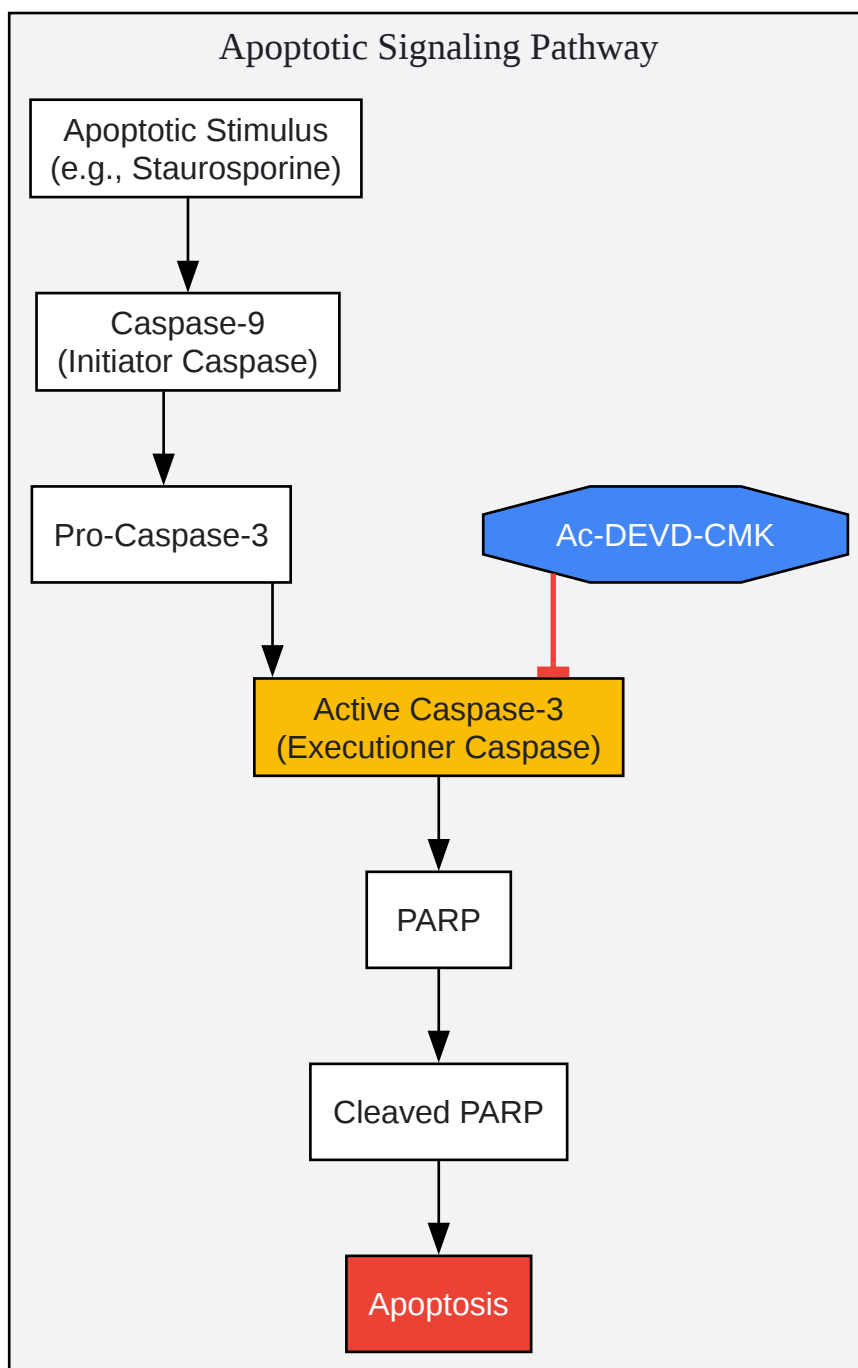 Apoptotic Signaling Pathway
Apoptotic Stimulus
(e.g., Staurosporine)
Caspase-9
(Initiator Caspase)
Pro-Caspase-3
Ac-DEVD-CMK
Active Caspase-3
(Executioner Caspase)
PARP
Cleaved PARP
Apoptosis